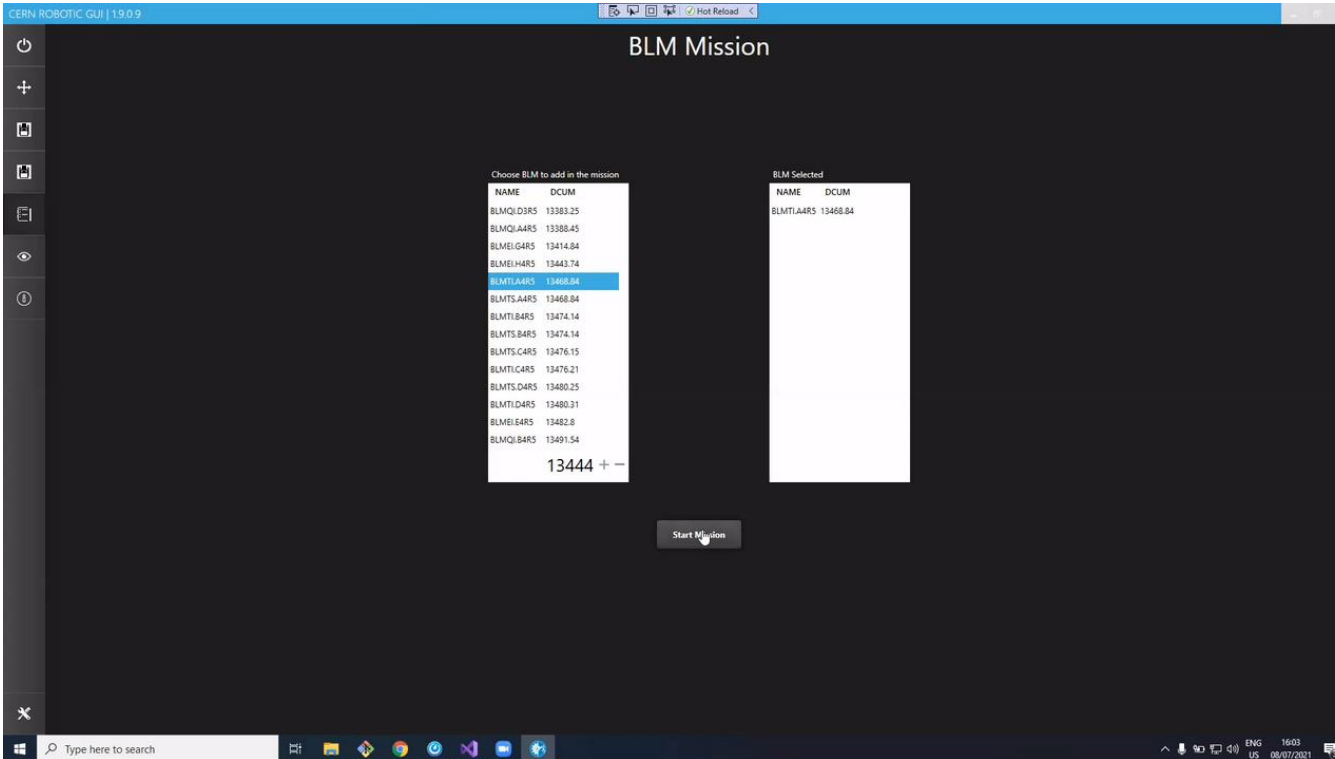 CERN ROBOTIC GUI | 1.9.0.9
Hot Reload
BLM Mission
Choose BLM to add in the mission
NAME DCUM
BLMQI.D3R5 13383.25
BLMQI.A4R5 13388.45
BLMEI.G4R5 13414.84
BLMEI.H4R5 13443.74
BLMTI.A4R5 13468.84
BLMTS.A4R5 13468.84
BLMTI.B4R5 13474.14
BLMTS.B4R5 13474.14
BLMTS.C4R5 13476.15
BLMTI.C4R5 13476.21
BLMTS.D4R5 13480.25
BLMTI.D4R5 13480.31
BLMEI.E4R5 13482.8
BLMQI.B4R5 13491.54
13444 + −
BLM Selected
NAME DCUM
BLMTI.A4R5 13468.84
Start Mission
Type here to search
ENG
US
16:03
08/07/2021